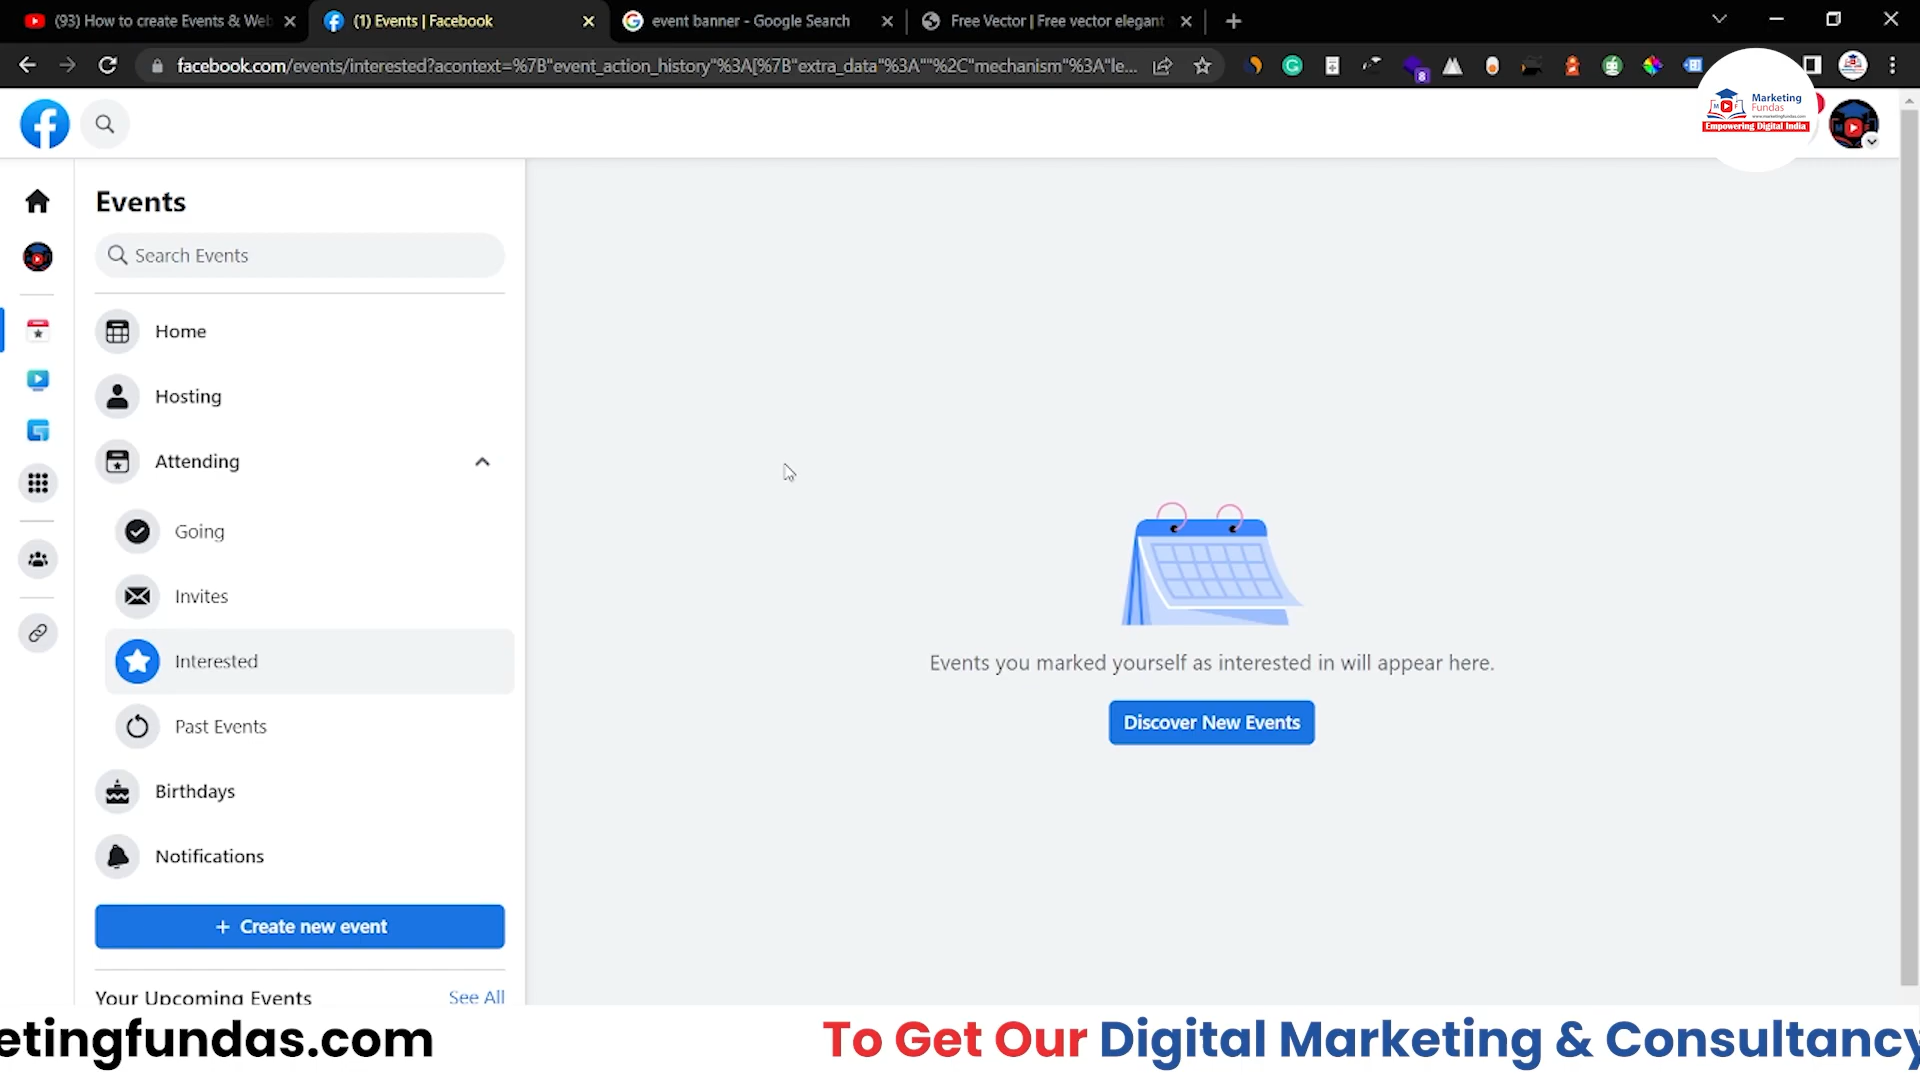 (93) How to create Events & Web
(1) Events | Facebook
event banner - Google Search
Free Vector | Free vector elegant
facebook.com/events/interested?acontext=%7B"event_action_history"%3A[%7B"extra_data"%3A""%2C"mechanism"%3A"le...
8
Marketing
Fundas
www.marketingfundas.com
Empowering Digital India
Events
Search Events
Home
Hosting
Attending
Going
Invites
Interested
Past Events
Birthdays
Notifications
+ Create new event
Your Upcoming Events
See All
Events you marked yourself as interested in will appear here.
Discover New Events
etingfundas.com
To Get Our Digital Marketing & Consultancy